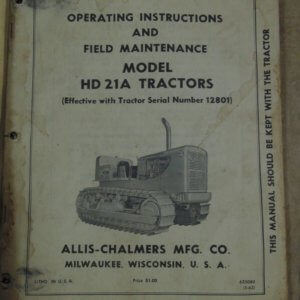 OPERATING INSTRUCTIONS
AND
FIELD MAINTENANCE
MODEL
HD 21A TRACTORS
(Effective with Tractor Serial Number 12801)
THIS MANUAL SHOULD BE KEPT WITH THE TRACTOR
ALLIS-CHALMERS MFG. CO.
MILWAUKEE, WISCONSIN, U. S. A.
LITHO IN U.S.A.
Price $1.00